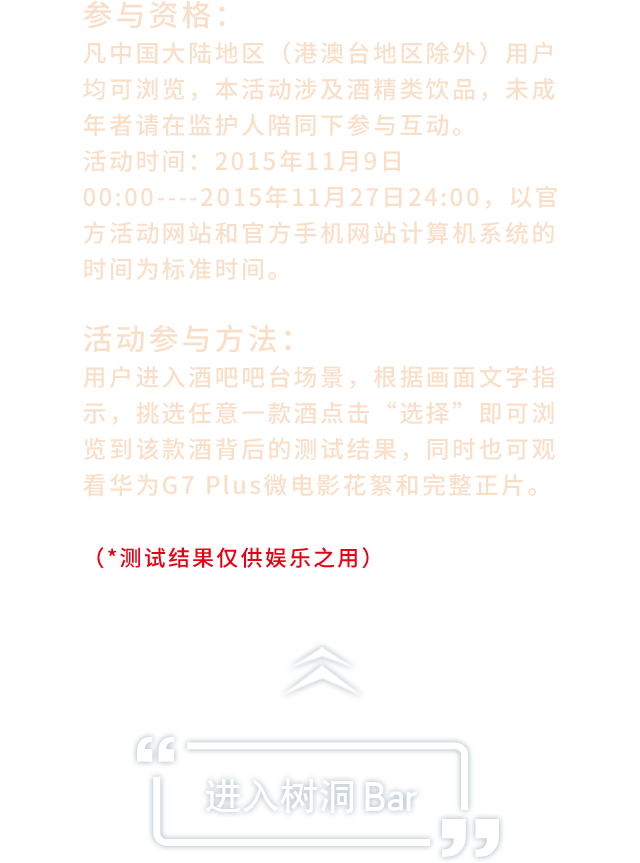 参与资格：
凡中国大陆地区（港澳台地区除外）用户
均可浏览，本活动涉及酒精类饮品，未成
年者请在监护人陪同下参与互动。
活动时间：2015年11月9日
00:00----2015年11月27日24:00，以官
方活动网站和官方手机网站计算机系统的
时间为标准时间。
活动参与方法：
用户进入酒吧吧台场景，根据画面文字指
示，挑选任意一款酒点击“选择”即可浏
览到该款酒背后的测试结果，同时也可观
看华为G7 Plus微电影花絮和完整正片。
（*测试结果仅供娱乐之用）
进入树洞 Bar